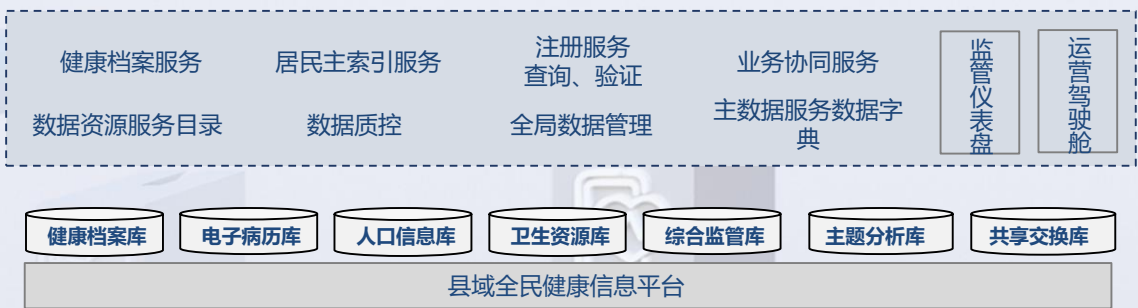 健康档案服务
居民主索引服务
注册服务
查询、验证
业务协同服务
数据资源服务目录
数据质控
全局数据管理
主数据服务数据字
典
监管仪表盘
运营驾驶舱
健康档案库
电子病历库
人口信息库
卫生资源库
综合监管库
主题分析库
共享交换库
县域全民健康信息平台